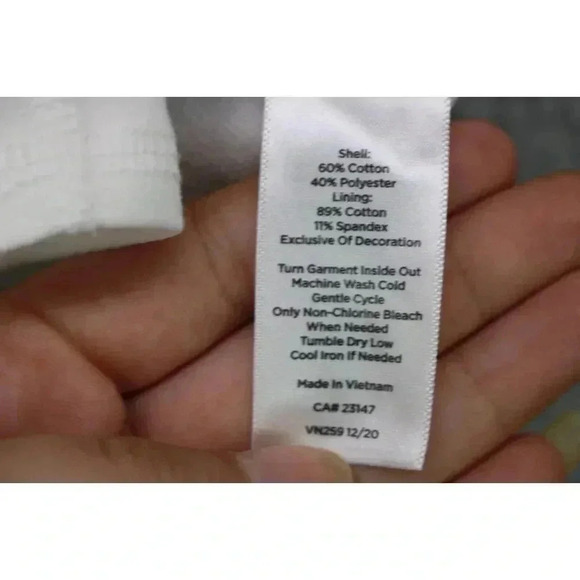 Shell:
60% Cotton
40% Polyester
Lining:
89% Cotton
11% Spandex
Exclusive Of Decoration
Turn Garment Inside Out
Machine Wash Cold
Gentle Cycle
Only Non-Chlorine Bleach
When Needed
Tumble Dry Low
Cool Iron If Needed
Made In Vietnam
CA# 23147
VN259 12/20